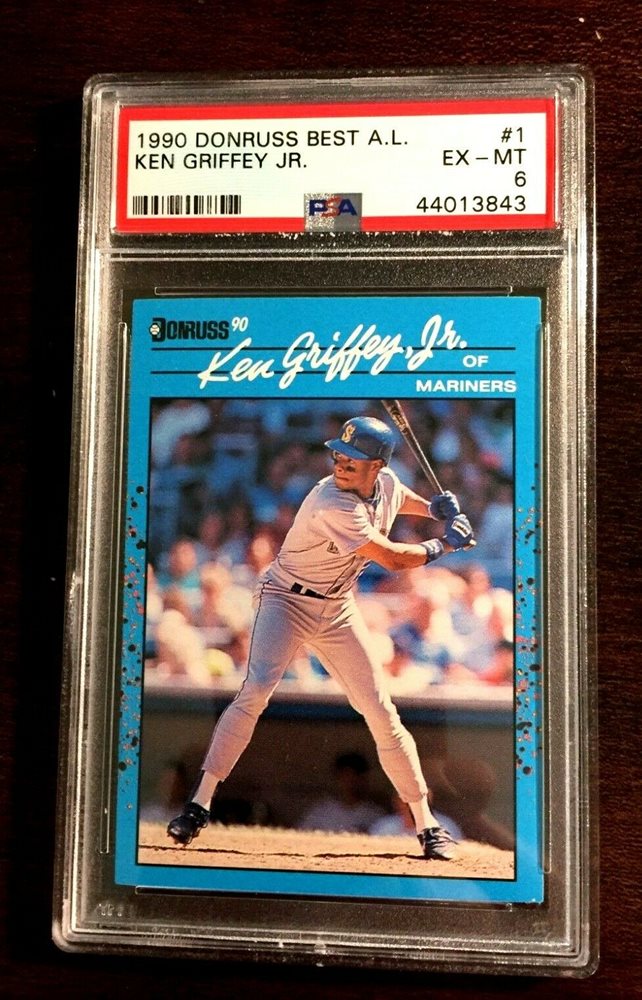 1990 DONRUSS BEST A.L. #1
KEN GRIFFEY JR. EX – MT
6
PSA 44013843
DONRUSS 90
Ken Griffey, Jr.
OF
MARINERS
S